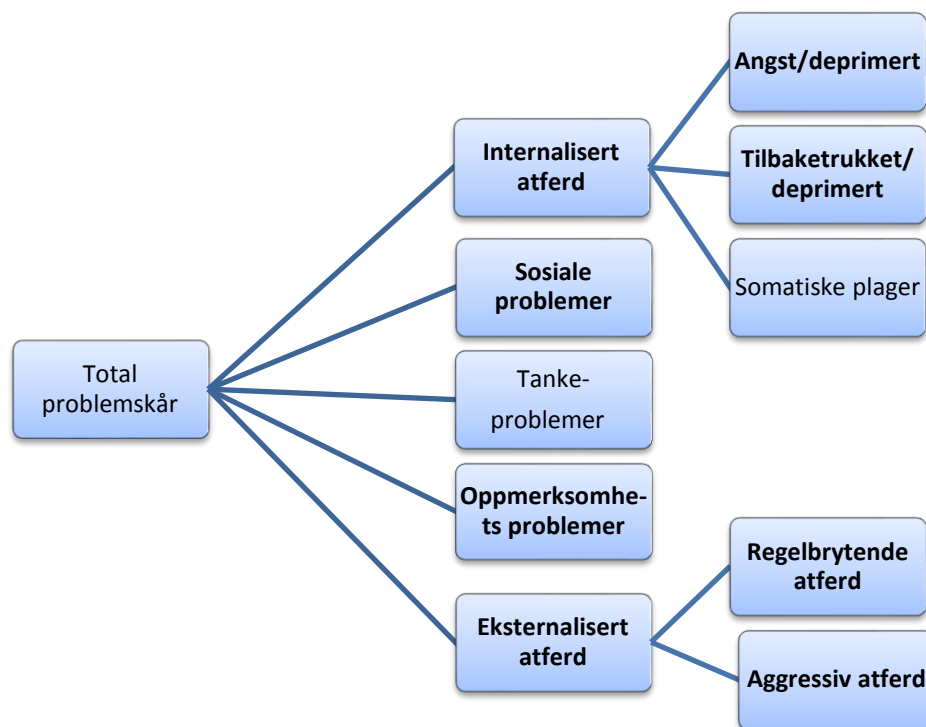 Total
problemskår
Internalisert
atferd
Sosiale
problemer
Tanke-
problemer
Oppmerksomhe-
ts problemer
Eksternalisert
atferd
Angst/deprimert
Tilbaketrukket/
deprimert
Somatiske plager
Regelbrytende
atferd
Aggressiv atferd